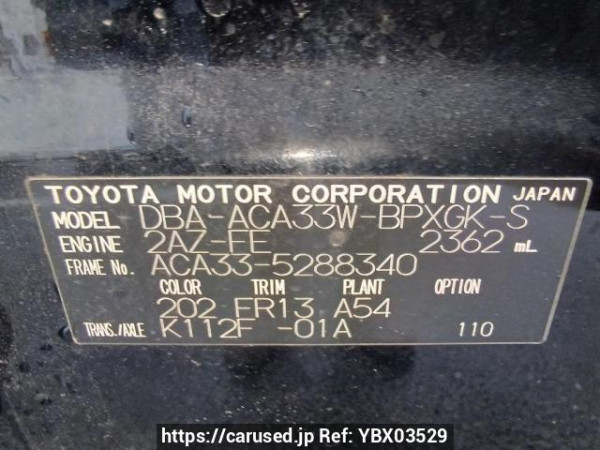 TOYOTA MOTOR CORPORATION JAPAN
MODEL DBA-ACA33W-BPXGK-S
ENGINE 2AZ-FE 2362 mL
FRAME No. ACA33-5288340
COLOR TRIM PLANT OPTION
202 FR13 A54
TRANS./AXLE K112F -01A 110
https://carused.jp Ref: YBX03529